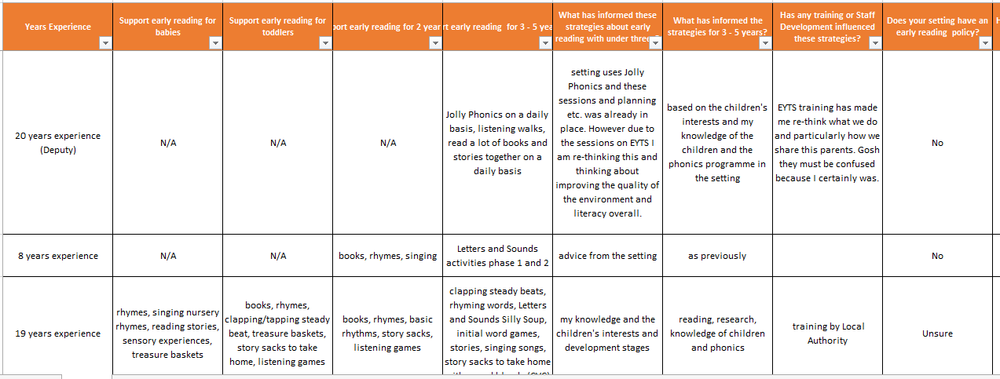 Years Experience
Support early reading for
babies
Support early reading for
toddlers
port early reading for 2 year
rt early reading for 3 - 5 yea
What has informed these
strategies about early
reading with under three
What has informed the
strategies for 3 - 5 years?
Has any training or Staff
Development influenced
these strategies?
Does your setting have an
early reading policy?
20 years experience
(Deputy)
N/A
N/A
N/A
Jolly Phonics on a daily
basis, listening walks,
read a lot of books and
stories together on a
daily basis
setting uses Jolly
Phonics and these
sessions and planning
etc. was already in
place. However due to
the sessions on EYTS I
am re-thinking this and
thinking about
improving the quality of
the environment and
literacy overall.
based on the children's
interests and my
knowledge of the
children and the
phonics programme in
the setting
EYTS training has made
me re-think what we do
and particularly how we
share this parents. Gosh
they must be confused
because I certainly was.
No
8 years experience
N/A
N/A
books, rhymes, singing
Letters and Sounds
activities phase 1 and 2
advice from the setting
as previously
No
19 years experience
rhymes, singing nursery
rhymes, reading stories,
sensory experiences,
treasure baskets
books, rhymes,
clapping/tapping steady
beat, treasure baskets,
story sacks to take
home, listening games
books, rhymes, basic
rhythms, story sacks,
listening games
clapping steady beats,
rhyming words, Letters
and Sounds Silly Soup,
initial word games,
stories, singing songs,
story sacks to take home
my knowledge and the
children's interests and
development stages
reading, research,
knowledge of children
and phonics
training by Local
Authority
Unsure